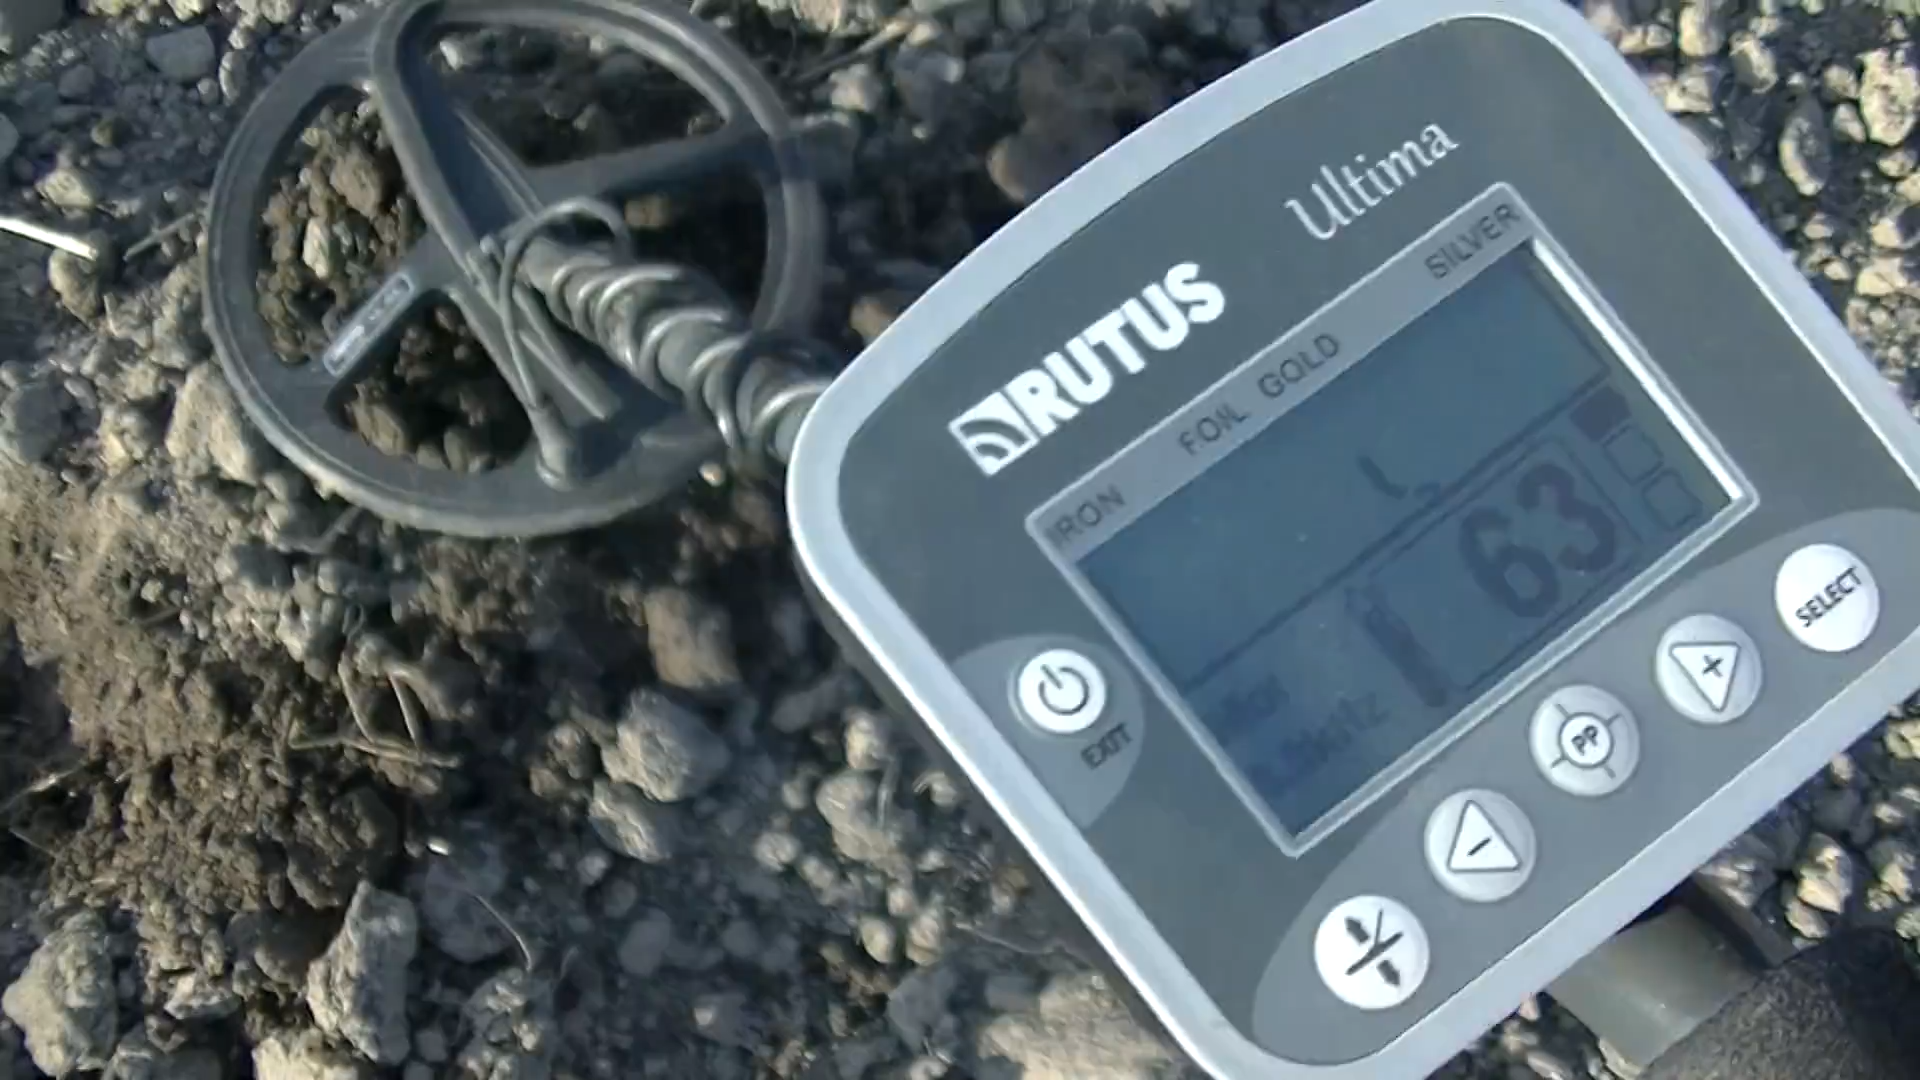 Ultima
RUTUS
IRON FOIL GOLD SILVER
63
EXIT
SELECT
+
PP
-